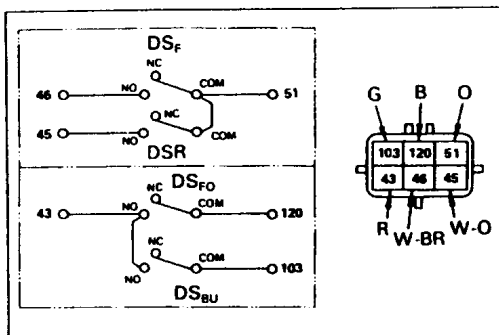 DSF
NC
46 NO COM 51
NC
45 NO COM
DSR
DSFO
NC
43 NO COM 120
NC
NO COM 103
DSBU
G B O
103 120 51
43 46 45
R W-BR W-O